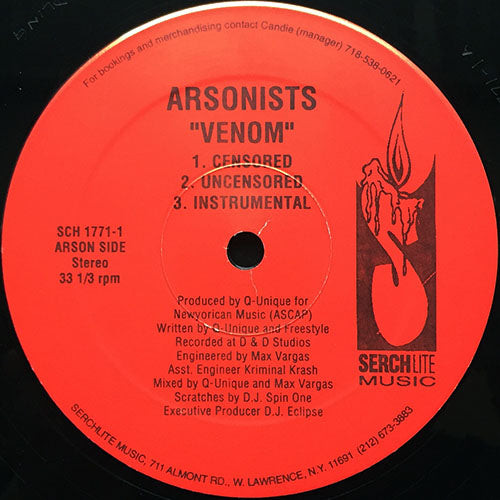 For bookings and merchandising contact Candie (manager) 718-538-0621
ARSONISTS
"VENOM"
1. CENSORED
2. UNCENSORED
3. INSTRUMENTAL
SCH 1771-1
ARSON SIDE
Stereo
33 1/3 rpm
Produced by Q-Unique for
Newyorican Music (ASCAP)
Written by Q-Unique and Freestyle
Recorded at D & D Studios
Engineered by Max Vargas
Asst. Engineer Kriminal Krash
Mixed by Q-Unique and Max Vargas
Scratches by D.J. Spin One
Executive Producer D.J. Eclipse
SERCHLITE
MUSIC
SERCHLITE MUSIC, 711 ALMONT RD., W. LAWRENCE, N.Y. 11691 (212) 673-3883